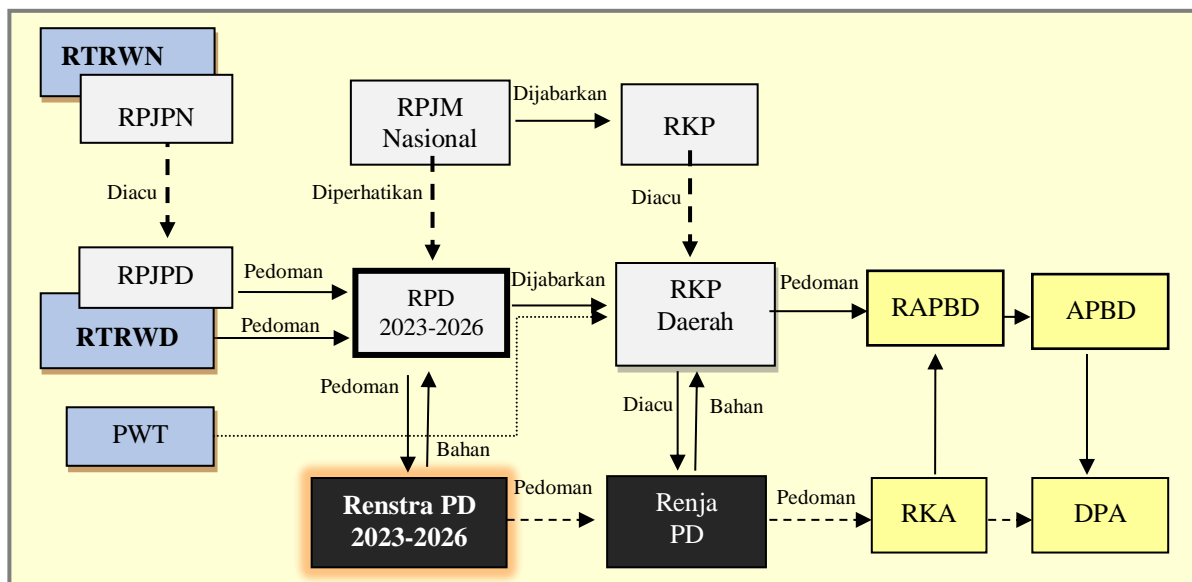 RTRWN
RPJPN
RPJM
Nasional
Dijabarkan
RKP
Diacu
Diperhatikan
Diacu
RPJPD
RTRWD
Pedoman
Pedoman
RPD
2023-2026
Dijabarkan
RKP
Daerah
Pedoman
RAPBD
APBD
PWT
Pedoman
Bahan
Diacu
Bahan
Renstra PD
2023-2026
Pedoman
Renja
PD
Pedoman
RKA
DPA